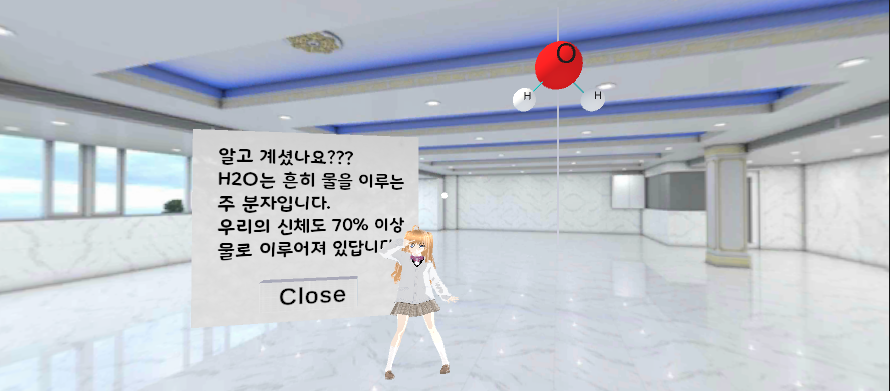 O
H H
알고 계셨나요???
H2O는 흔히 물을 이루는
주 분자입니다.
우리의 신체도 70% 이상
물로 이루어져 있답니다
Close